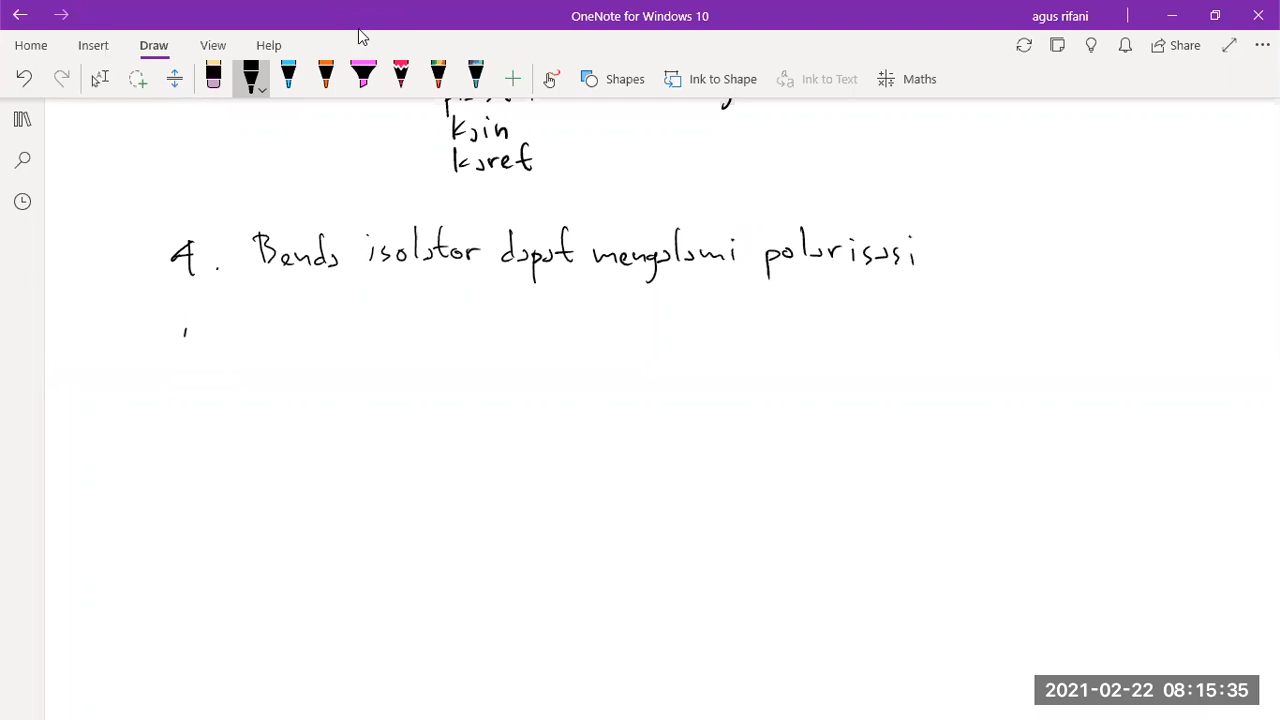 OneNote for Windows 10
agus rifani
Home Insert Draw View Help
Share
Shapes Ink to Shape Ink to Text Maths
kain
karet
4. Benda isolator dapat mengalami polarisasi
2021-02-22 08:15:35